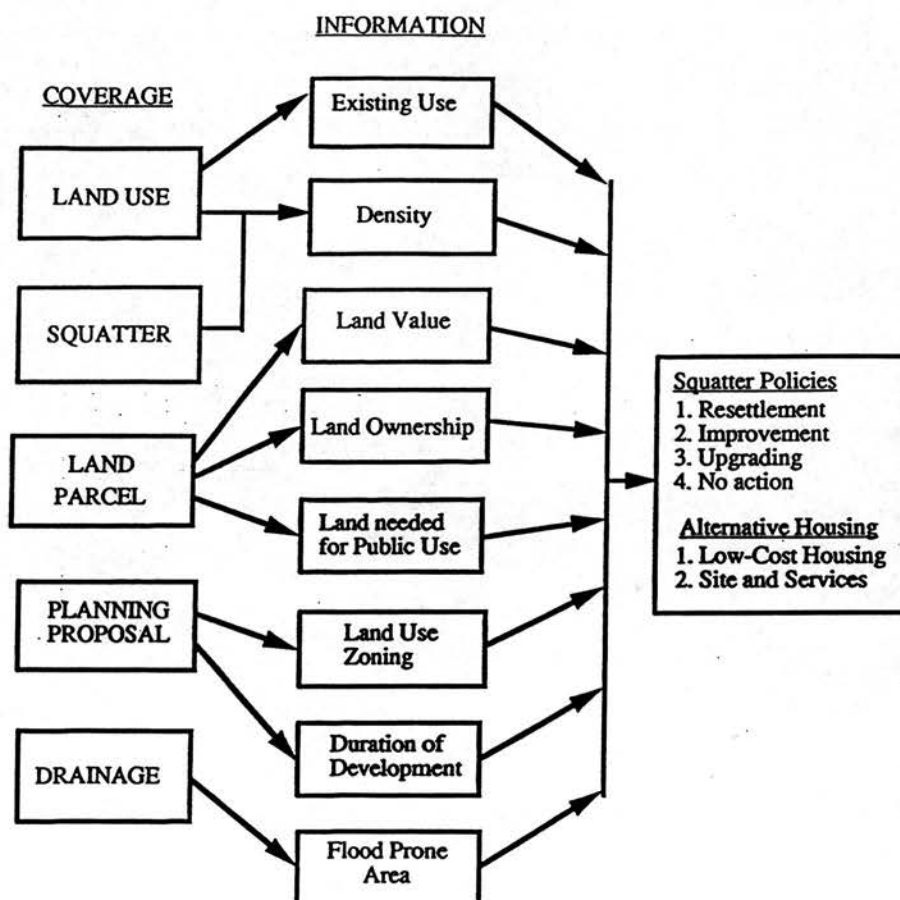 INFORMATION
COVERAGE
Existing Use
LAND USE
Density
SQUATTER
Land Value
Land Ownership
LAND
PARCEL
Land needed
for Public Use
PLANNING
PROPOSAL
Land Use
Zoning
Duration of
Development
DRAINAGE
Flood Prone
Area
Squatter Policies
1. Resettlement
2. Improvement
3. Upgrading
4. No action
Alternative Housing
1. Low-Cost Housing
2. Site and Services